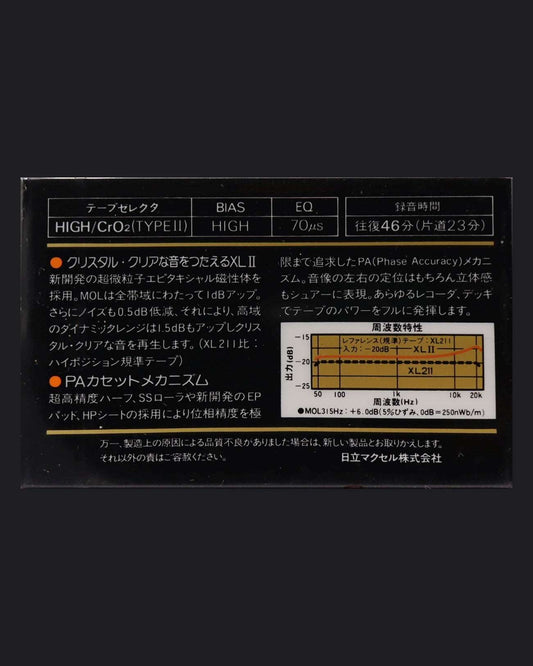 テープセレクタ BIAS EQ 録音時間
HIGH/CrO2(TYPE II) HIGH 70μs 往復46分(片道23分)
●クリスタル・クリアな音をつたえるXL II
新開発の超微粒子エピタキシャル磁性体を
採用。MOLは全帯域にわたって1dBアップ。
さらにノイズも0.5dB低減、それにより、高域
のダイナミックレンジは1.5dBもアップしクリス
タル・クリアな音を再生します。(XL211比:
ハイポジション規準テープ)
●PAカセットメカニズム
超高精度ハーフ、SSローラや新開発のEP
パッド、HPシートの採用により位相精度を極
限まで追求したPA(Phase Accuracy)メカニ
ズム。音像の左右の定位はもちろん立体感
もシュアーに表現。あらゆるレコーダ、デッキ
でテープのパワーをフルに発揮します。
周波数特性
レファレンス(規準)テープ:XL211
入力:-20dB
XL II
XL211
出力(dB)
-15
-20
-25
50 100 1k 10k 20k
周波数(Hz)
●MOL315Hz:+6.0dB(5%ひずみ、0dB=250nWb/m)
万一、製造上の原因による品質不良がありました場合は、新しい製品とお取りかえします。
それ以外の責はご容赦ください。 日立マクセル株式会社